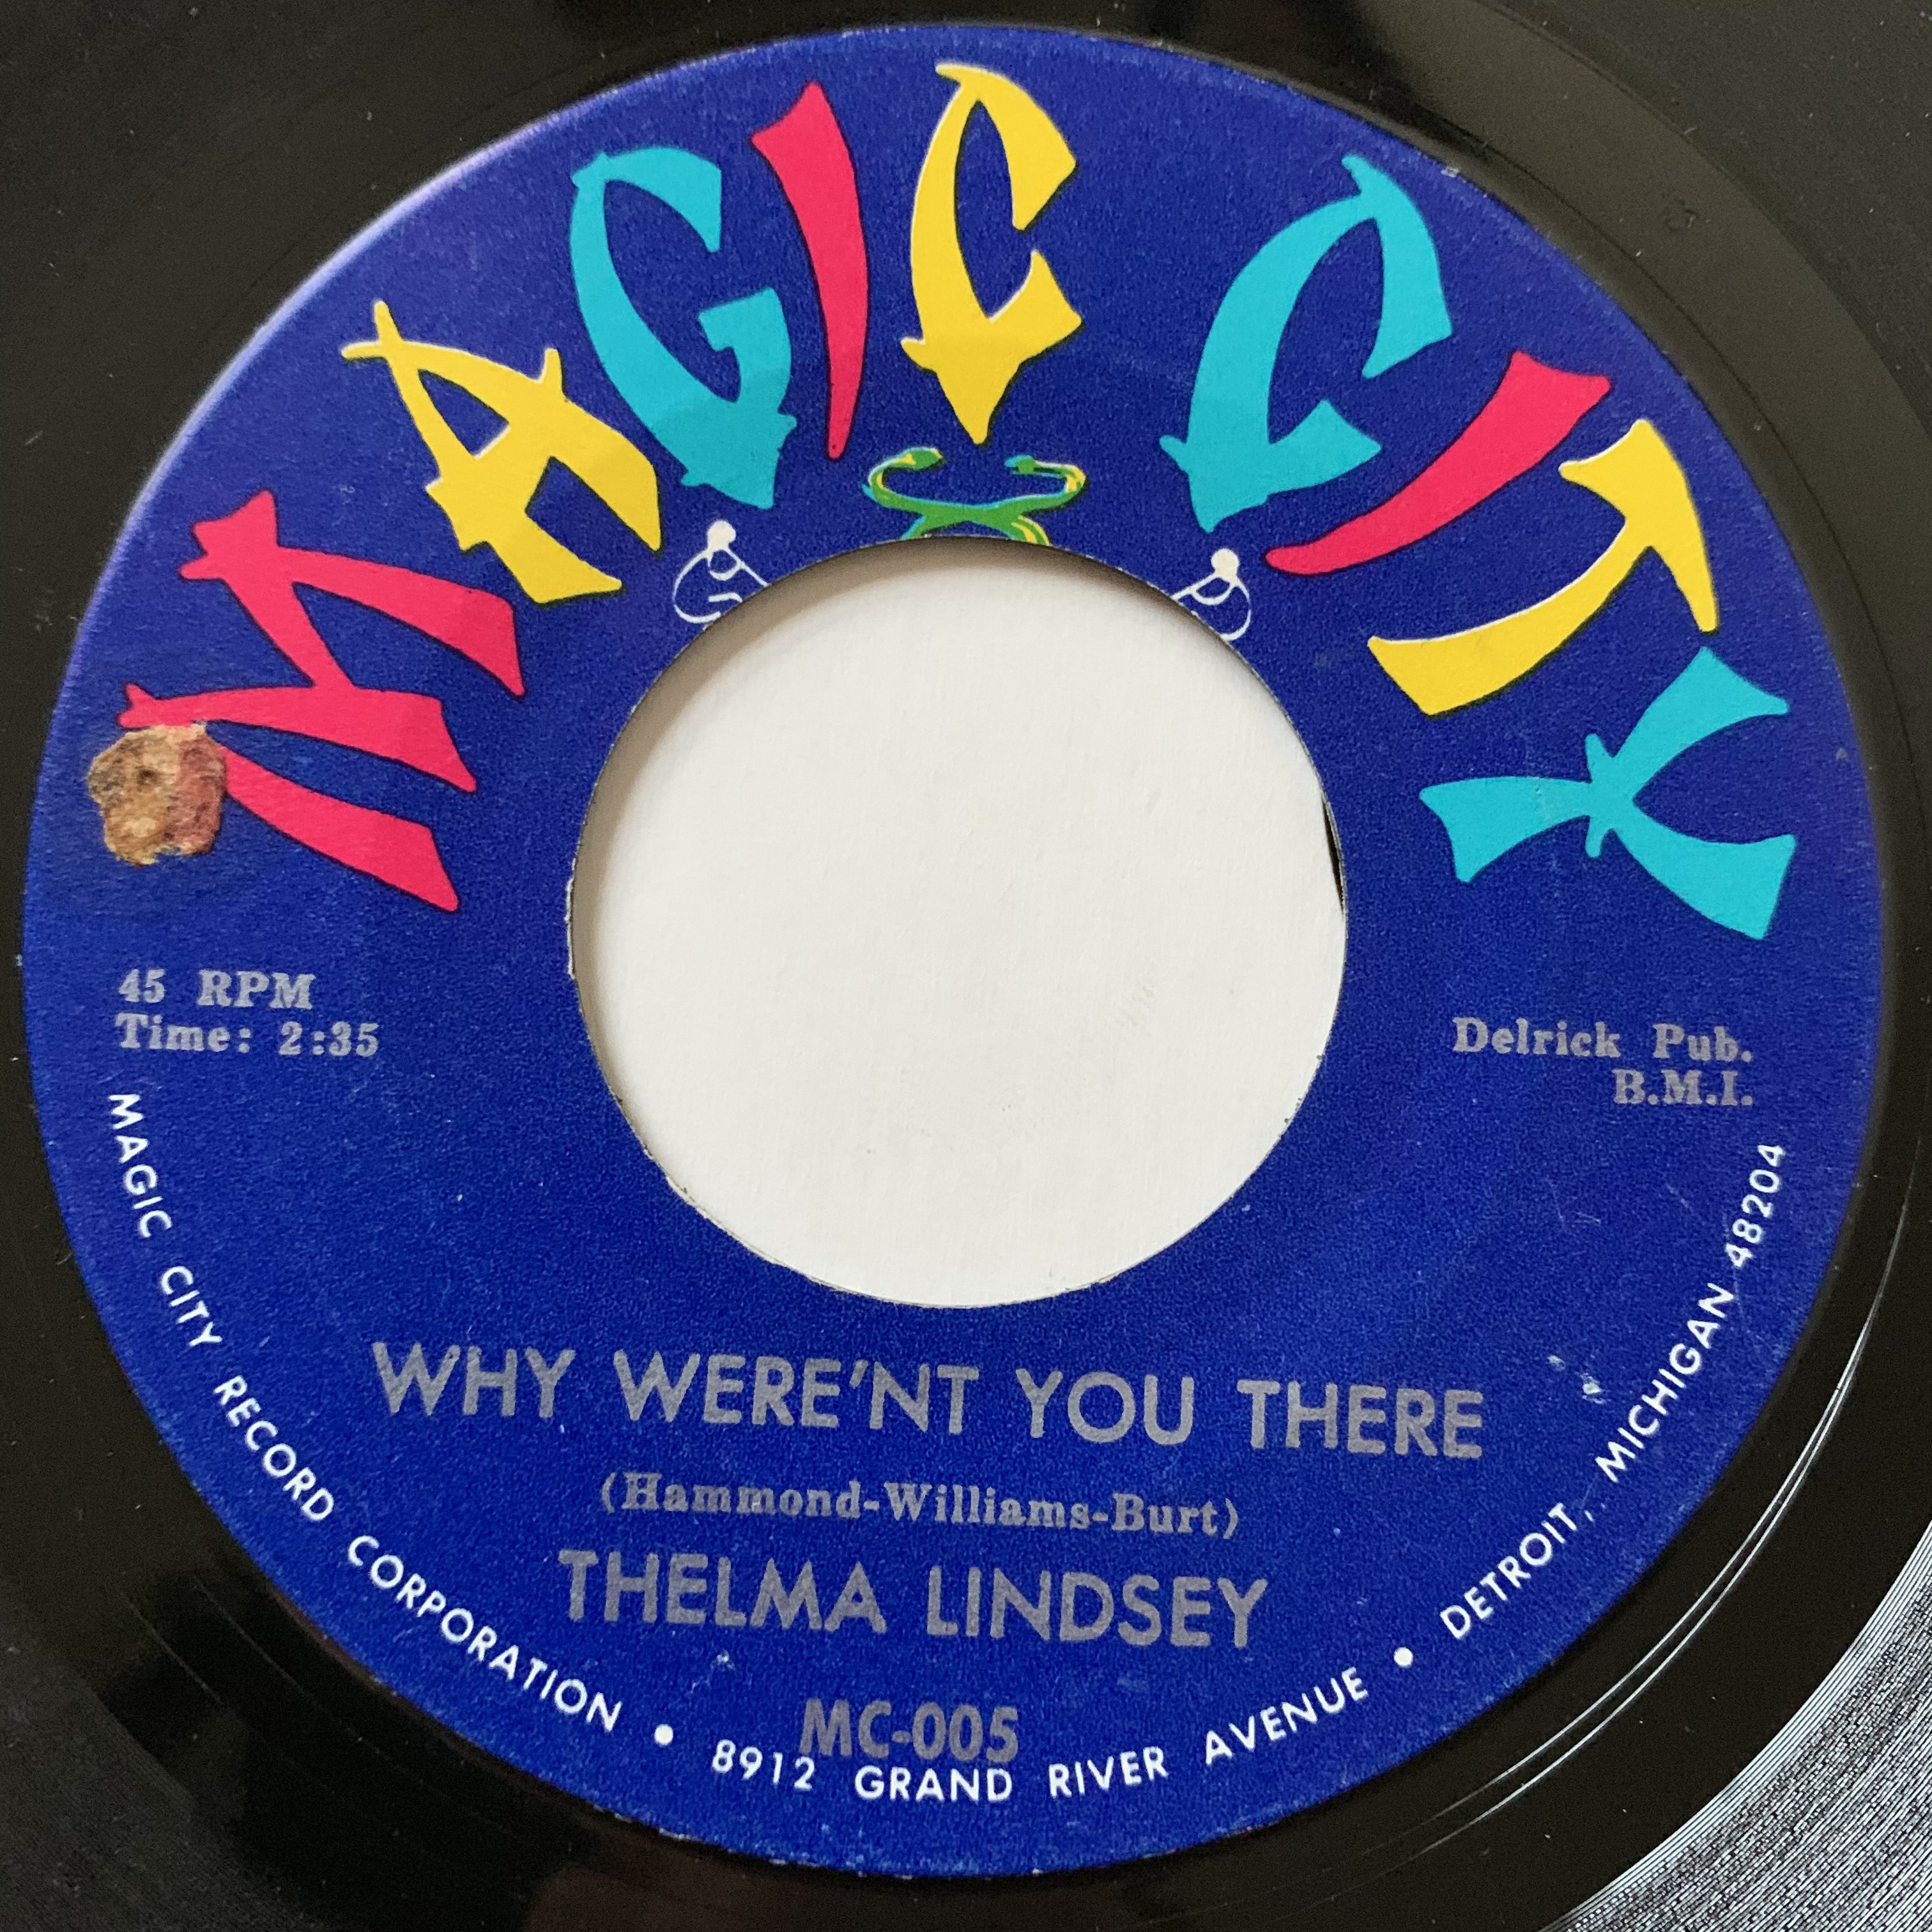 MAGIC CITY
45 RPM
Time: 2:35
Delrick Pub.
B.M.I.
WHY WERE'NT YOU THERE
(Hammond-Williams-Burt)
THELMA LINDSEY
MC-005
MAGIC CITY RECORD CORPORATION • 8912 GRAND RIVER AVENUE • DETROIT, MICHIGAN 48204